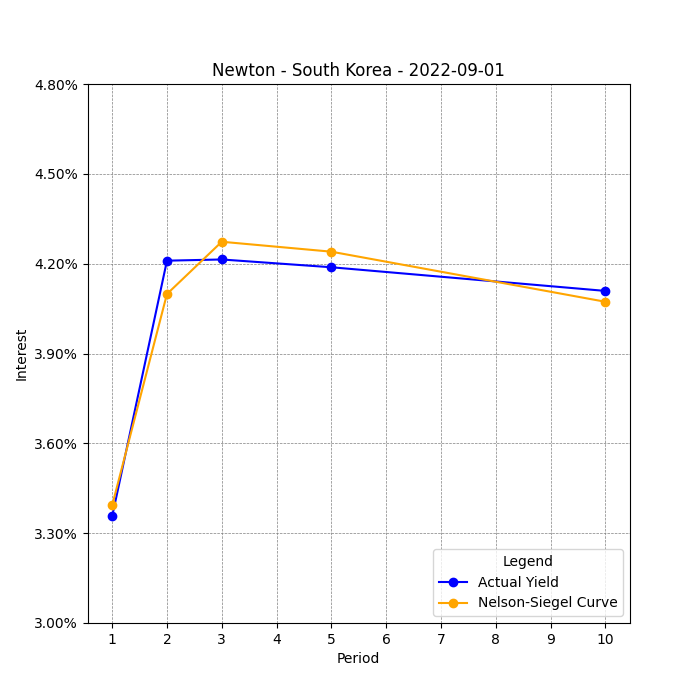 Newton - South Korea - 2022-09-01
4.80%
4.50%
4.20%
3.90%
3.60%
3.30%
3.00%
Interest
1 2 3 4 5 6 7 8 9 10
Period
Legend
Actual Yield
Nelson-Siegel Curve